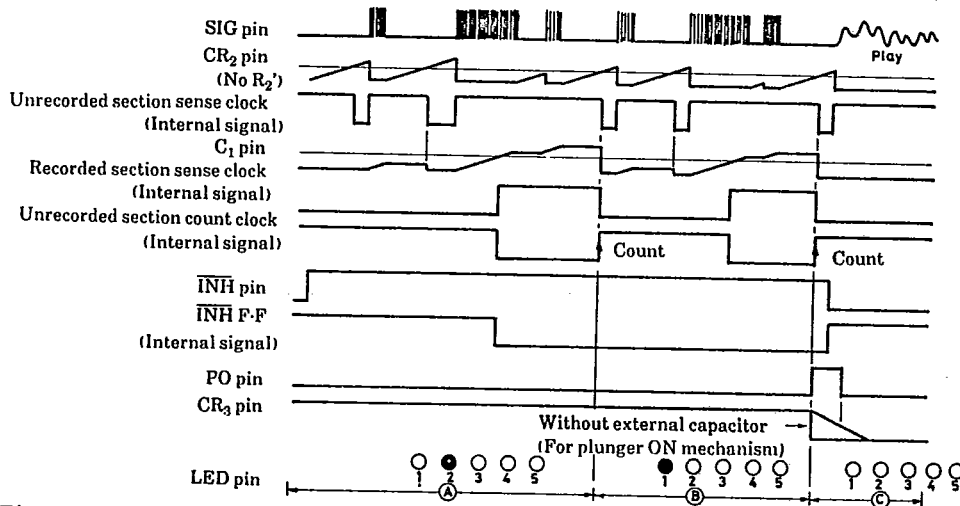 SIG pin
Play
CR₂ pin
(No R₂')
Unrecorded section sense clock
(Internal signal)
C₁ pin
Recorded section sense clock
(Internal signal)
Unrecorded section count clock
(Internal signal)
Count
Count
INH pin
INH F·F
(Internal signal)
PO pin
CR₃ pin
Without external capacitor
(For plunger ON mechanism)
LED pin
1 2 3 4 5
1 2 3 4 5
1 2 3 4 5
A B C